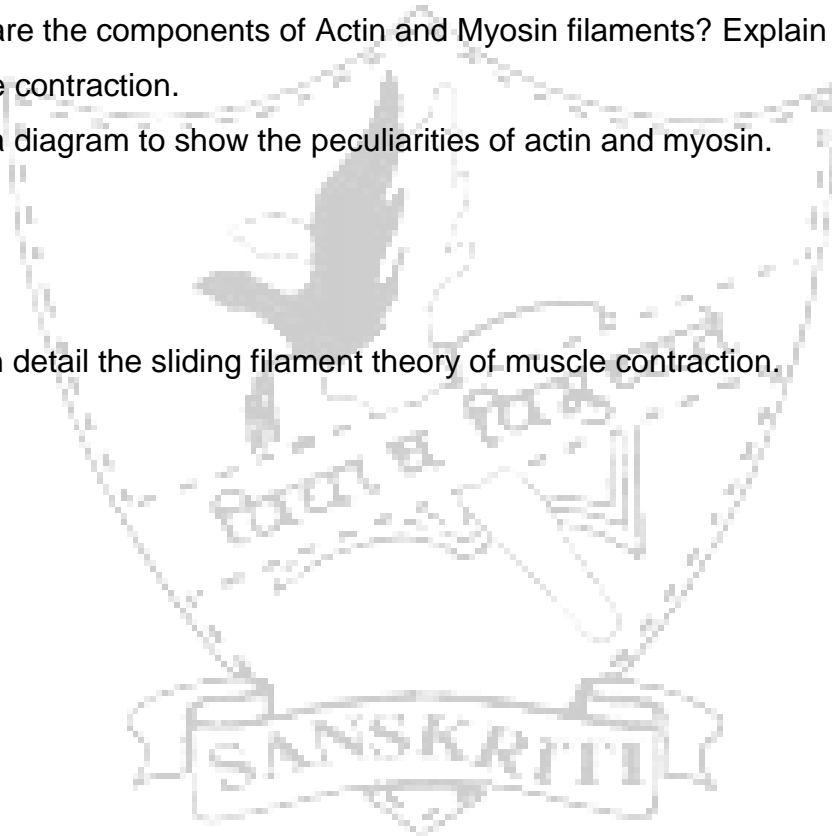 are the components of Actin and Myosin filaments? Explain
contraction.
diagram to show the peculiarities of actin and myosin.
detail the sliding filament theory of muscle contraction.
SANSKRITI